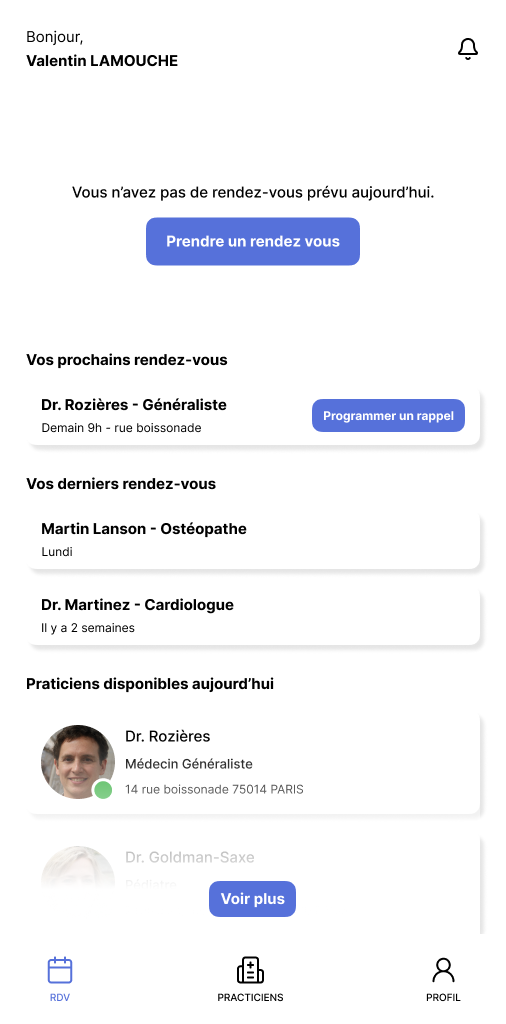 Bonjour,
Valentin LAMOUCHE
Vous n’avez pas de rendez-vous prévu aujourd’hui.
Prendre un rendez vous
Vos prochains rendez-vous
Dr. Rozières - Généraliste
Demain 9h - rue boissonade
Programmer un rappel
Vos derniers rendez-vous
Martin Lanson - Ostéopathe
Lundi
Dr. Martinez - Cardiologue
Il y a 2 semaines
Praticiens disponibles aujourd’hui
Dr. Rozières
Médecin Généraliste
14 rue boissonade 75014 PARIS
Dr. Goldman-Saxe
Pédiatre
Voir plus
RDV
PRACTICIENS
PROFIL